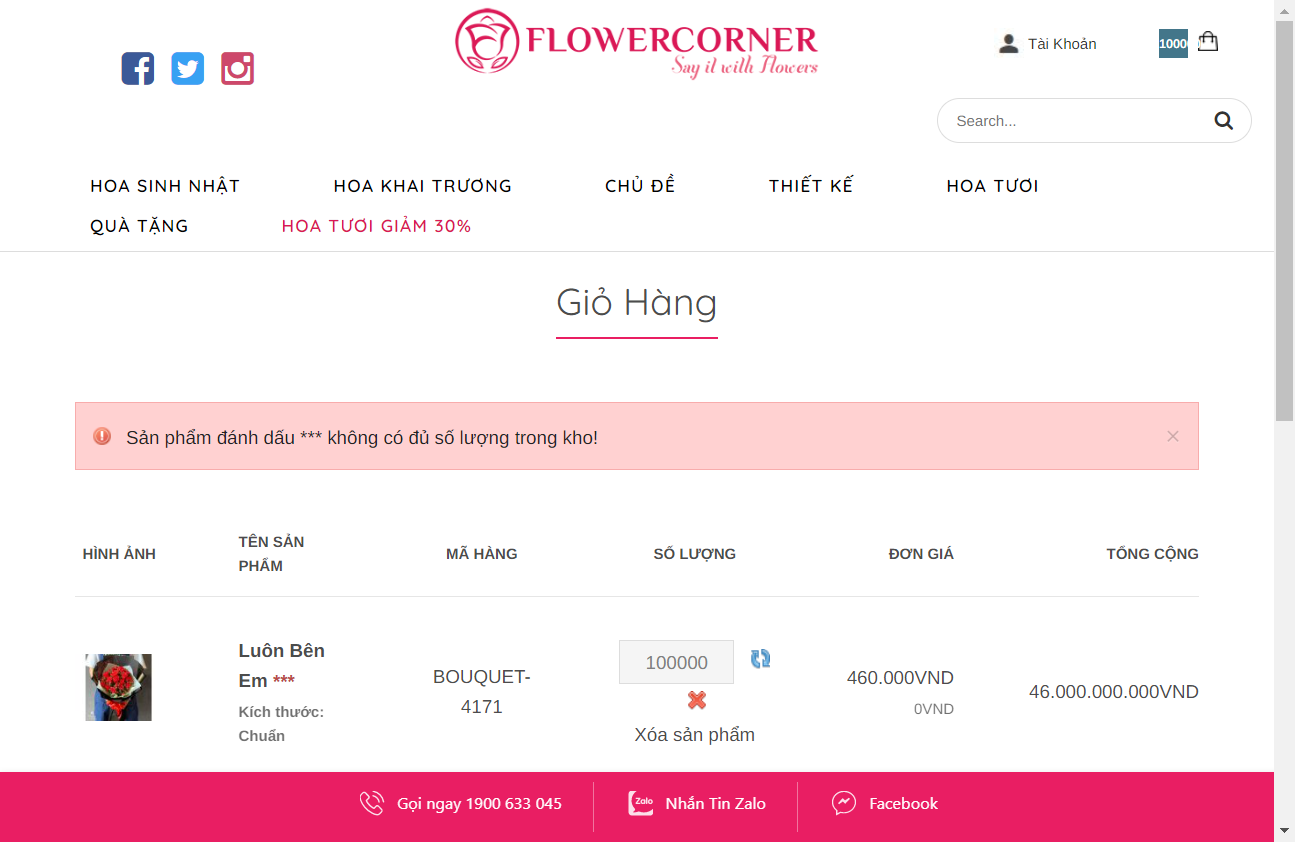 FLOWERCORNER
Say it with Flowers
Tài Khoản
Search...
HOA SINH NHẬT
HOA KHAI TRƯƠNG
CHỦ ĐỀ
THIẾT KẾ
HOA TƯƠI
QUÀ TẶNG
HOA TƯƠI GIẢM 30%
Giỏ Hàng
Sản phẩm đánh dấu *** không có đủ số lượng trong kho!
×
HÌNH ẢNH
TÊN SẢN
PHẨM
MÃ HÀNG
SỐ LƯỢNG
ĐƠN GIÁ
TỔNG CỘNG
Luôn Bên
Em ***
Kích thước:
Chuẩn
BOUQUET-
4171
100000
Xóa sản phẩm
460.000VND
0VND
46.000.000.000VND
Gọi ngay 1900 633 045
Zalo
Nhắn Tin Zalo
Facebook